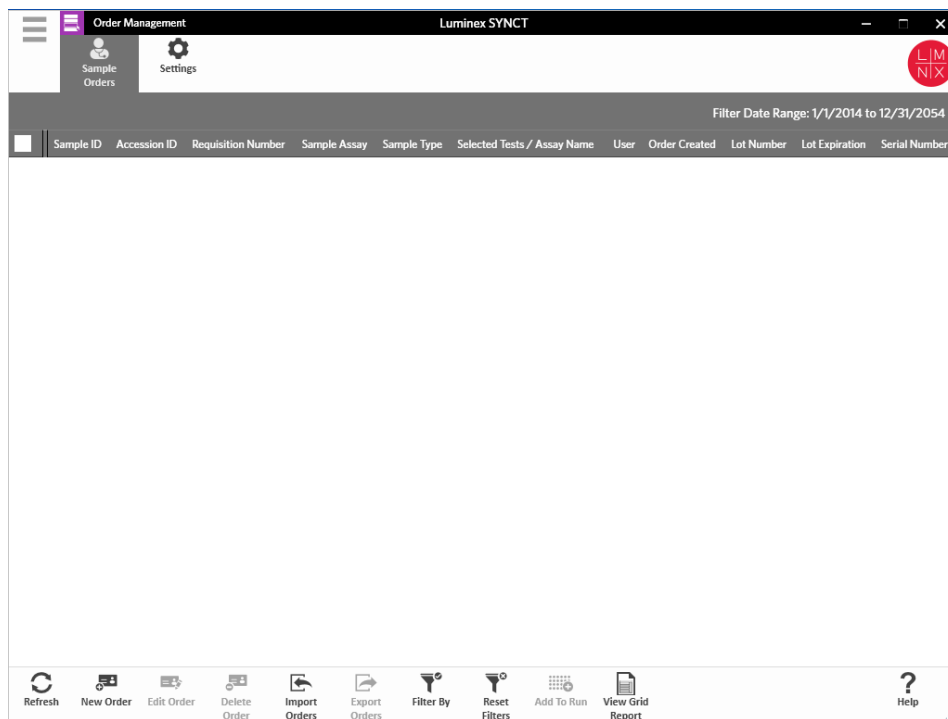 Order Management
Luminex SYNCT
Sample
Orders
Settings
L M
N X
Filter Date Range: 1/1/2014 to 12/31/2054
Sample ID Accession ID Requisition Number Sample Assay Sample Type Selected Tests / Assay Name User Order Created Lot Number Lot Expiration Serial Number
Refresh
New Order
Edit Order
Delete
Order
Import
Orders
Export
Orders
Filter By
Reset
Filters
Add To Run
View Grid
Report
Help